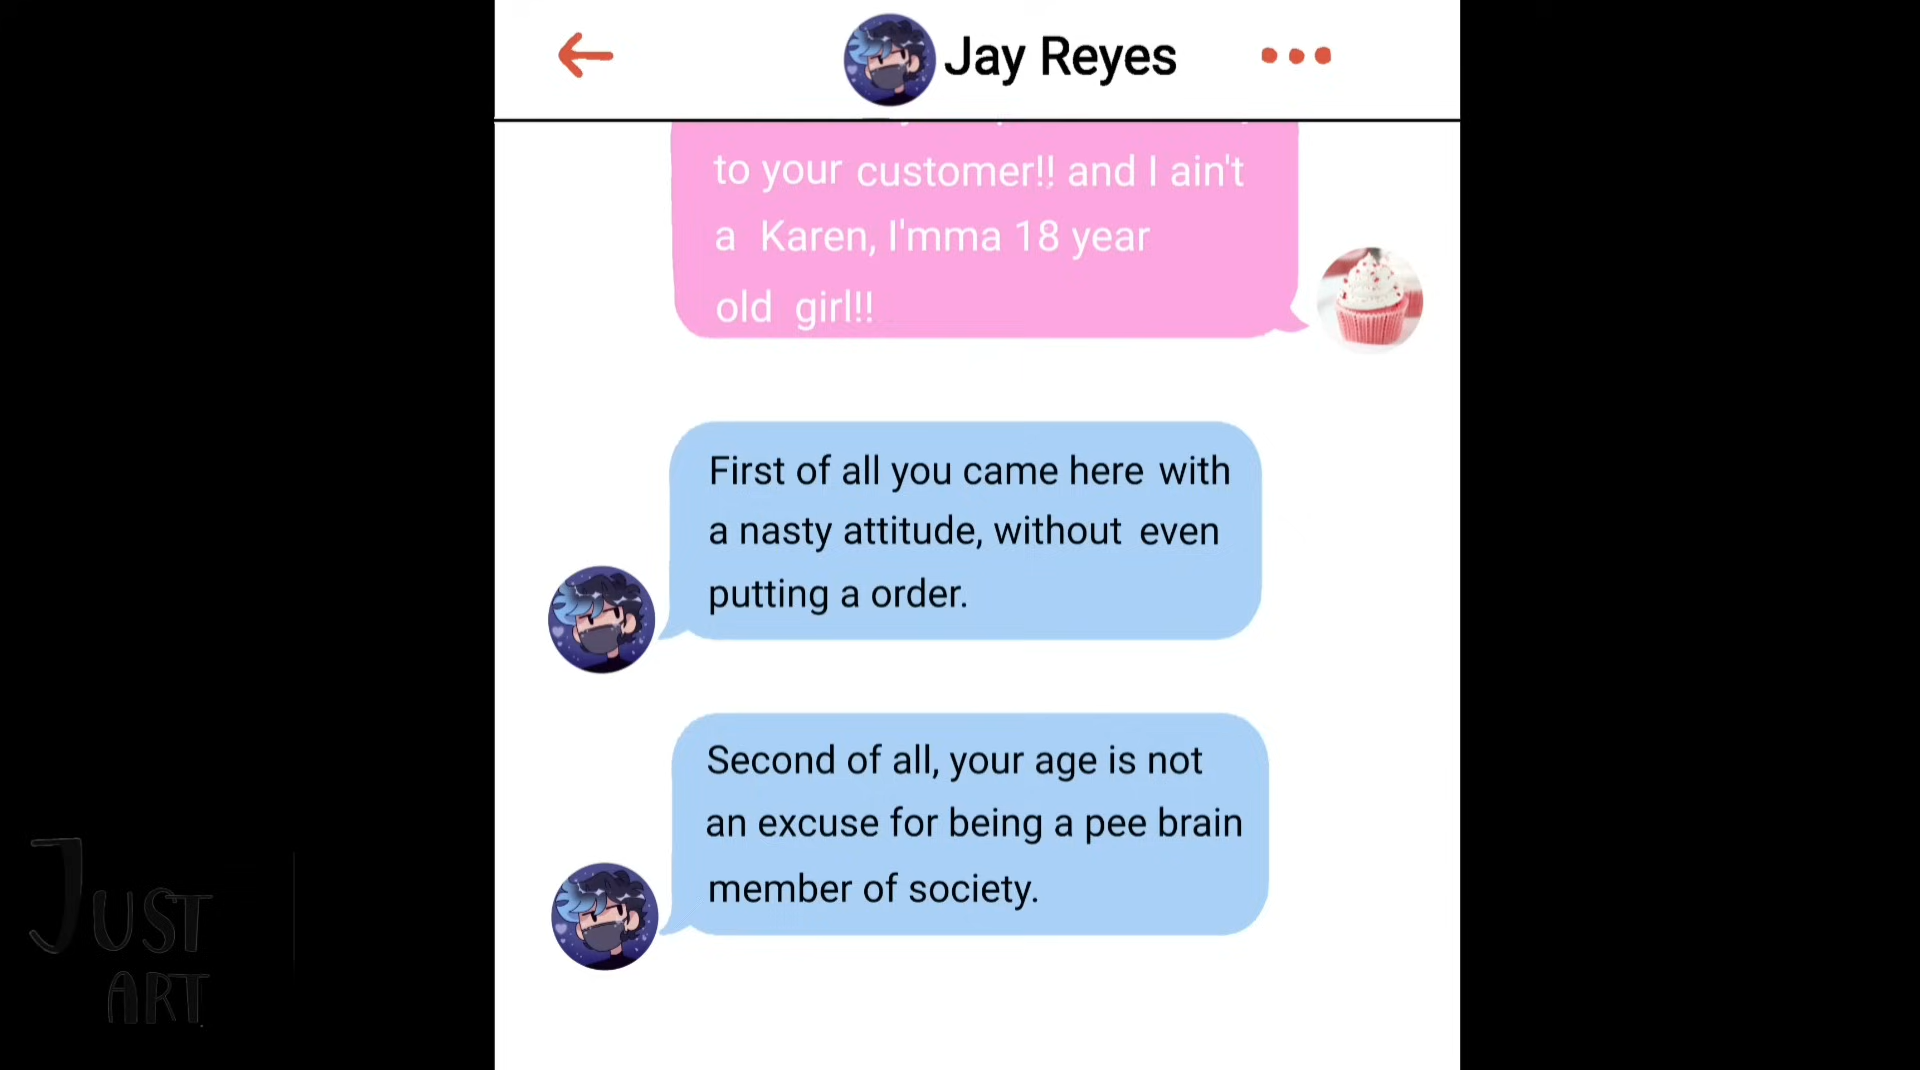 Jay Reyes
to your customer!! and I ain't
a Karen, I'mma 18 year
old girl!!
First of all you came here with
a nasty attitude, without even
putting a order.
Second of all, your age is not
an excuse for being a pee brain
member of society.
JUST
ART